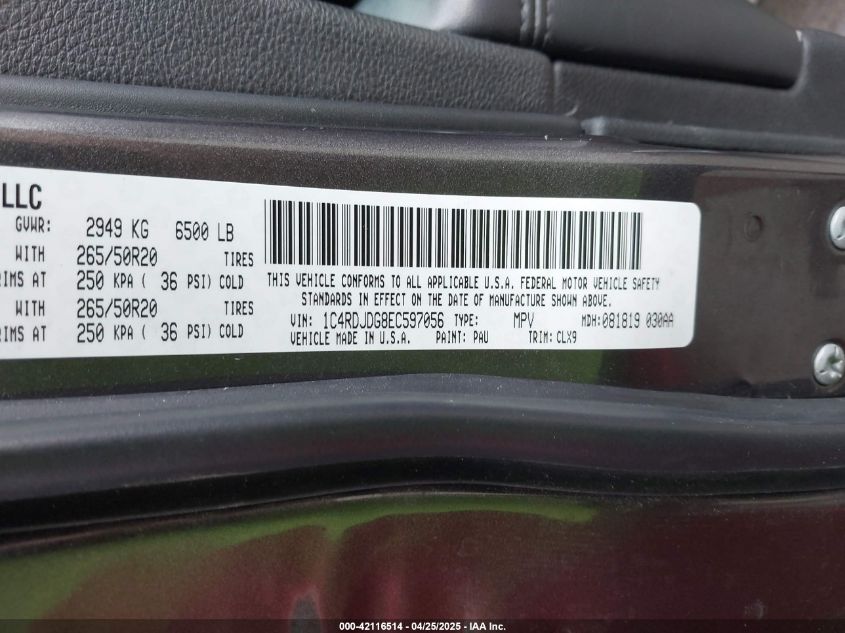 LLC
GVWR: 2949 KG 6500 LB
WITH 265/50R20 TIRES
RIMS AT 250 KPA ( 36 PSI) COLD
WITH 265/50R20 TIRES
RIMS AT 250 KPA ( 36 PSI) COLD
THIS VEHICLE CONFORMS TO ALL APPLICABLE U.S.A. FEDERAL MOTOR VEHICLE SAFETY
STANDARDS IN EFFECT ON THE DATE OF MANUFACTURE SHOWN ABOVE.
VIN: 1C4RDJDG8EC597056 TYPE: MPV MDH: 081819 030AA
VEHICLE MADE IN U.S.A. PAINT: PAU TRIM: CLX9
000-42116514 - 04/25/2025 - IAA Inc.